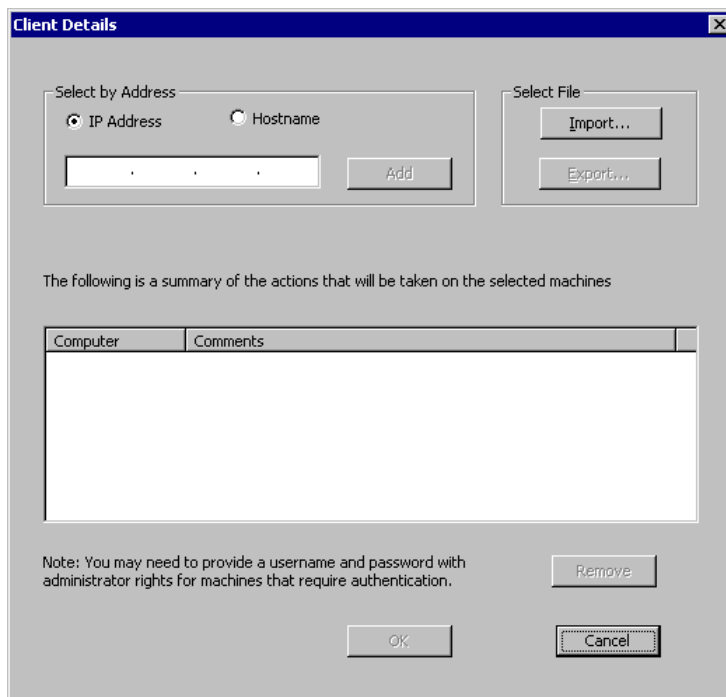 Client Details
Select by Address
IP Address
Hostname
. . .
Add
Select File
Import...
Export...
The following is a summary of the actions that will be taken on the selected machines
Computer
Comments
Note: You may need to provide a username and password with
administrator rights for machines that require authentication.
Remove
OK
Cancel